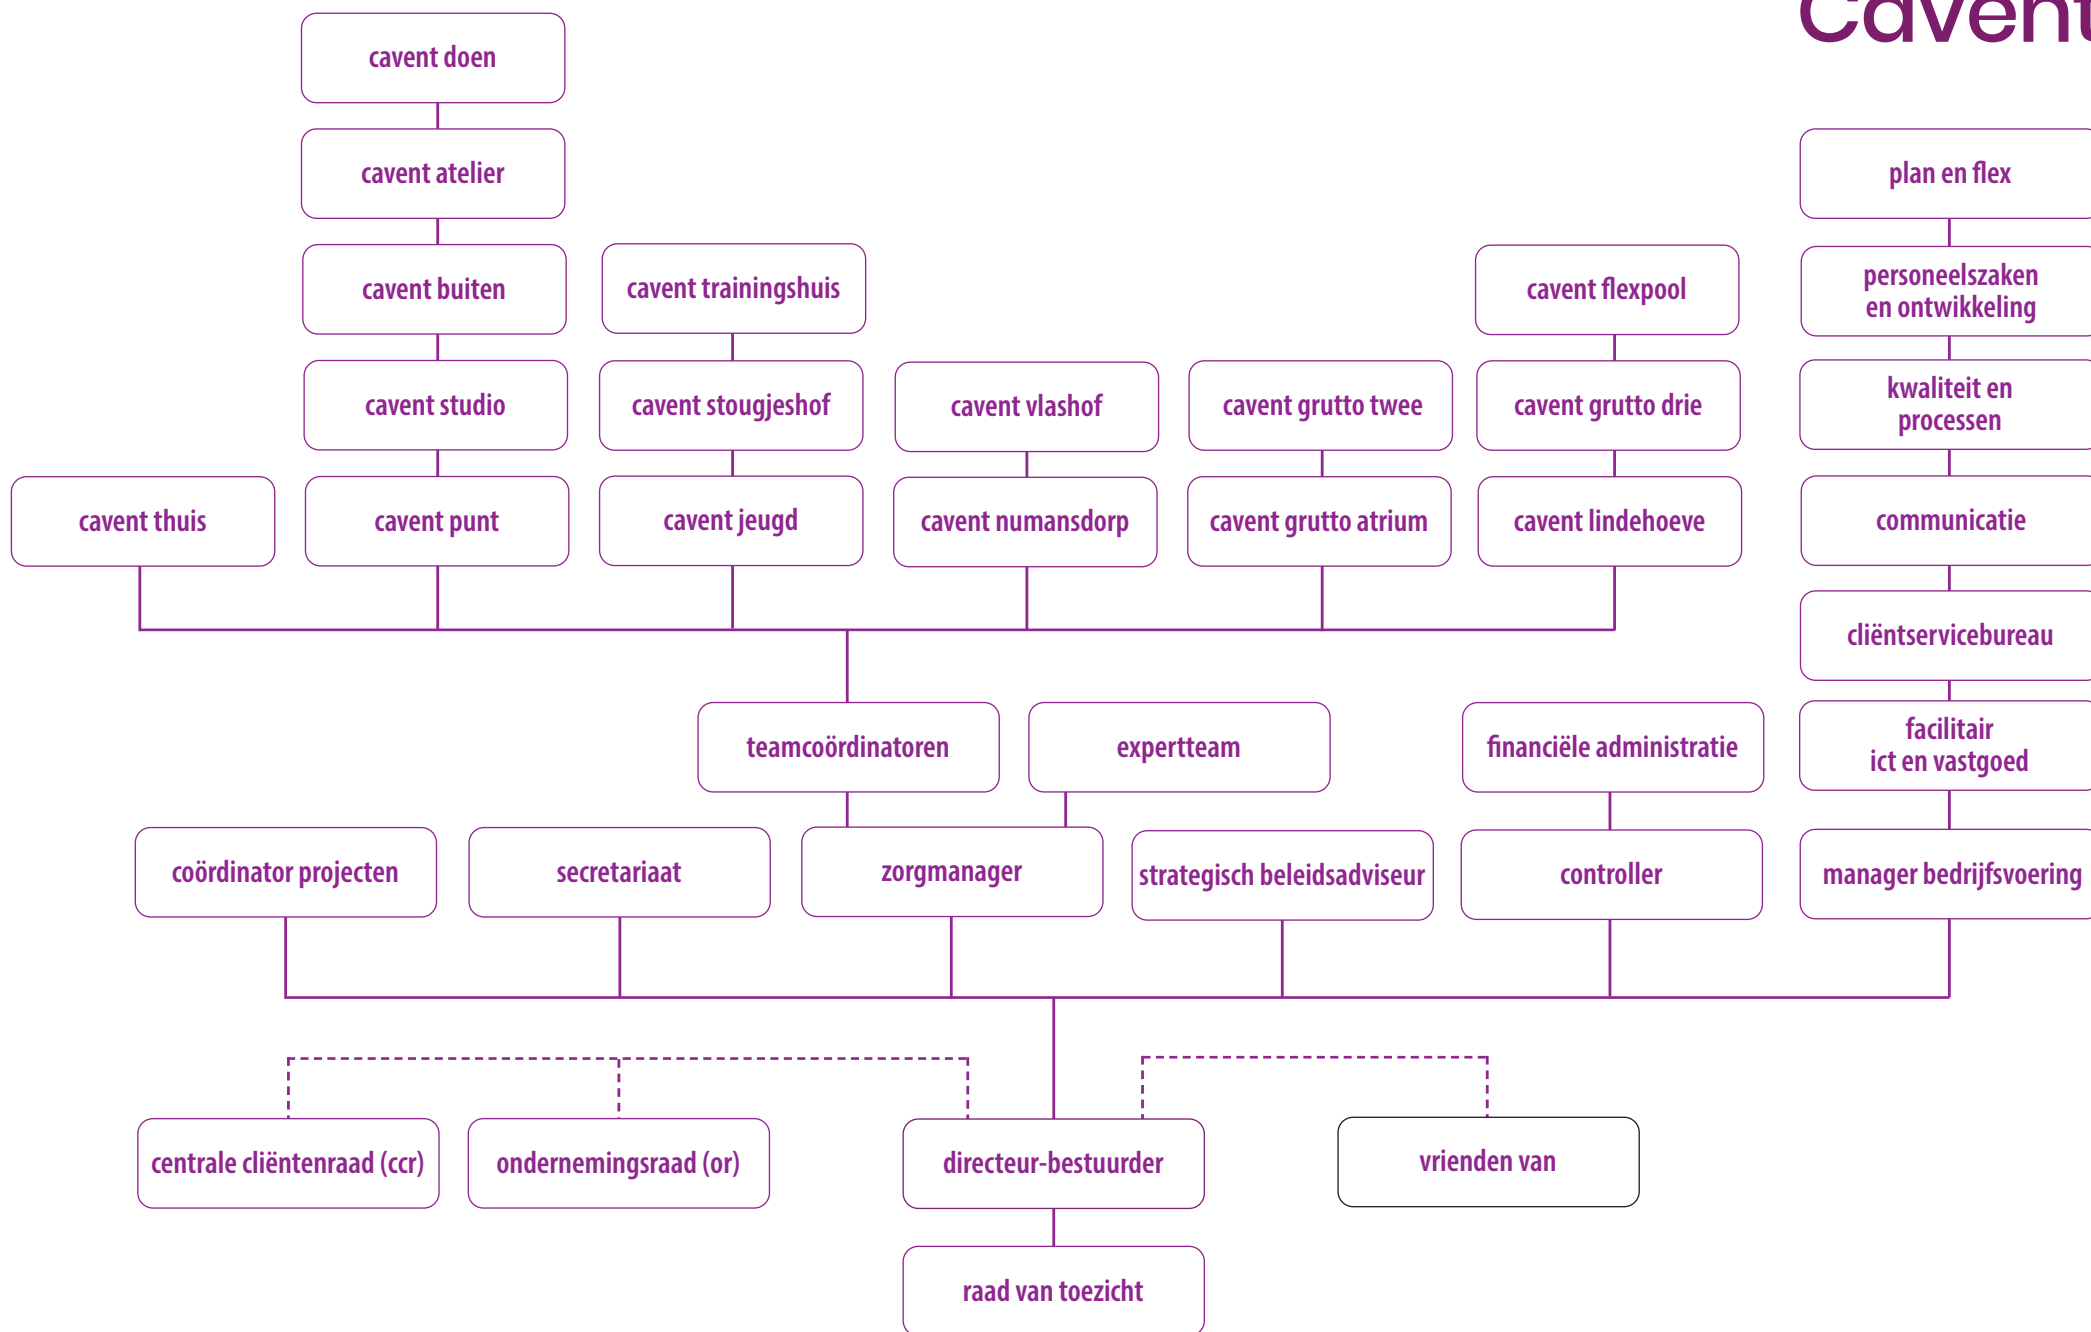 Cavent
cavent doen
cavent atelier
plan en flex
cavent buiten
cavent trainingshuis
cavent flexpool
personeelszaken
en ontwikkeling
cavent studio
cavent stougjeshof
cavent vlashof
cavent grutto twee
cavent grutto drie
kwaliteit en
processen
cavent thuis
cavent punt
cavent jeugd
cavent numansdorp
cavent grutto atrium
cavent lindehoeve
communicatie
cliëntservicebureau
teamcoördinatoren
expertteam
financiële administratie
facilitair
ict en vastgoed
coördinator projecten
secretariaat
zorgmanager
strategisch beleidsadviseur
controller
manager bedrijfsvoering
centrale cliëntenraad (ccr)
ondernemingsraad (or)
directeur-bestuurder
vrienden van
raad van toezicht